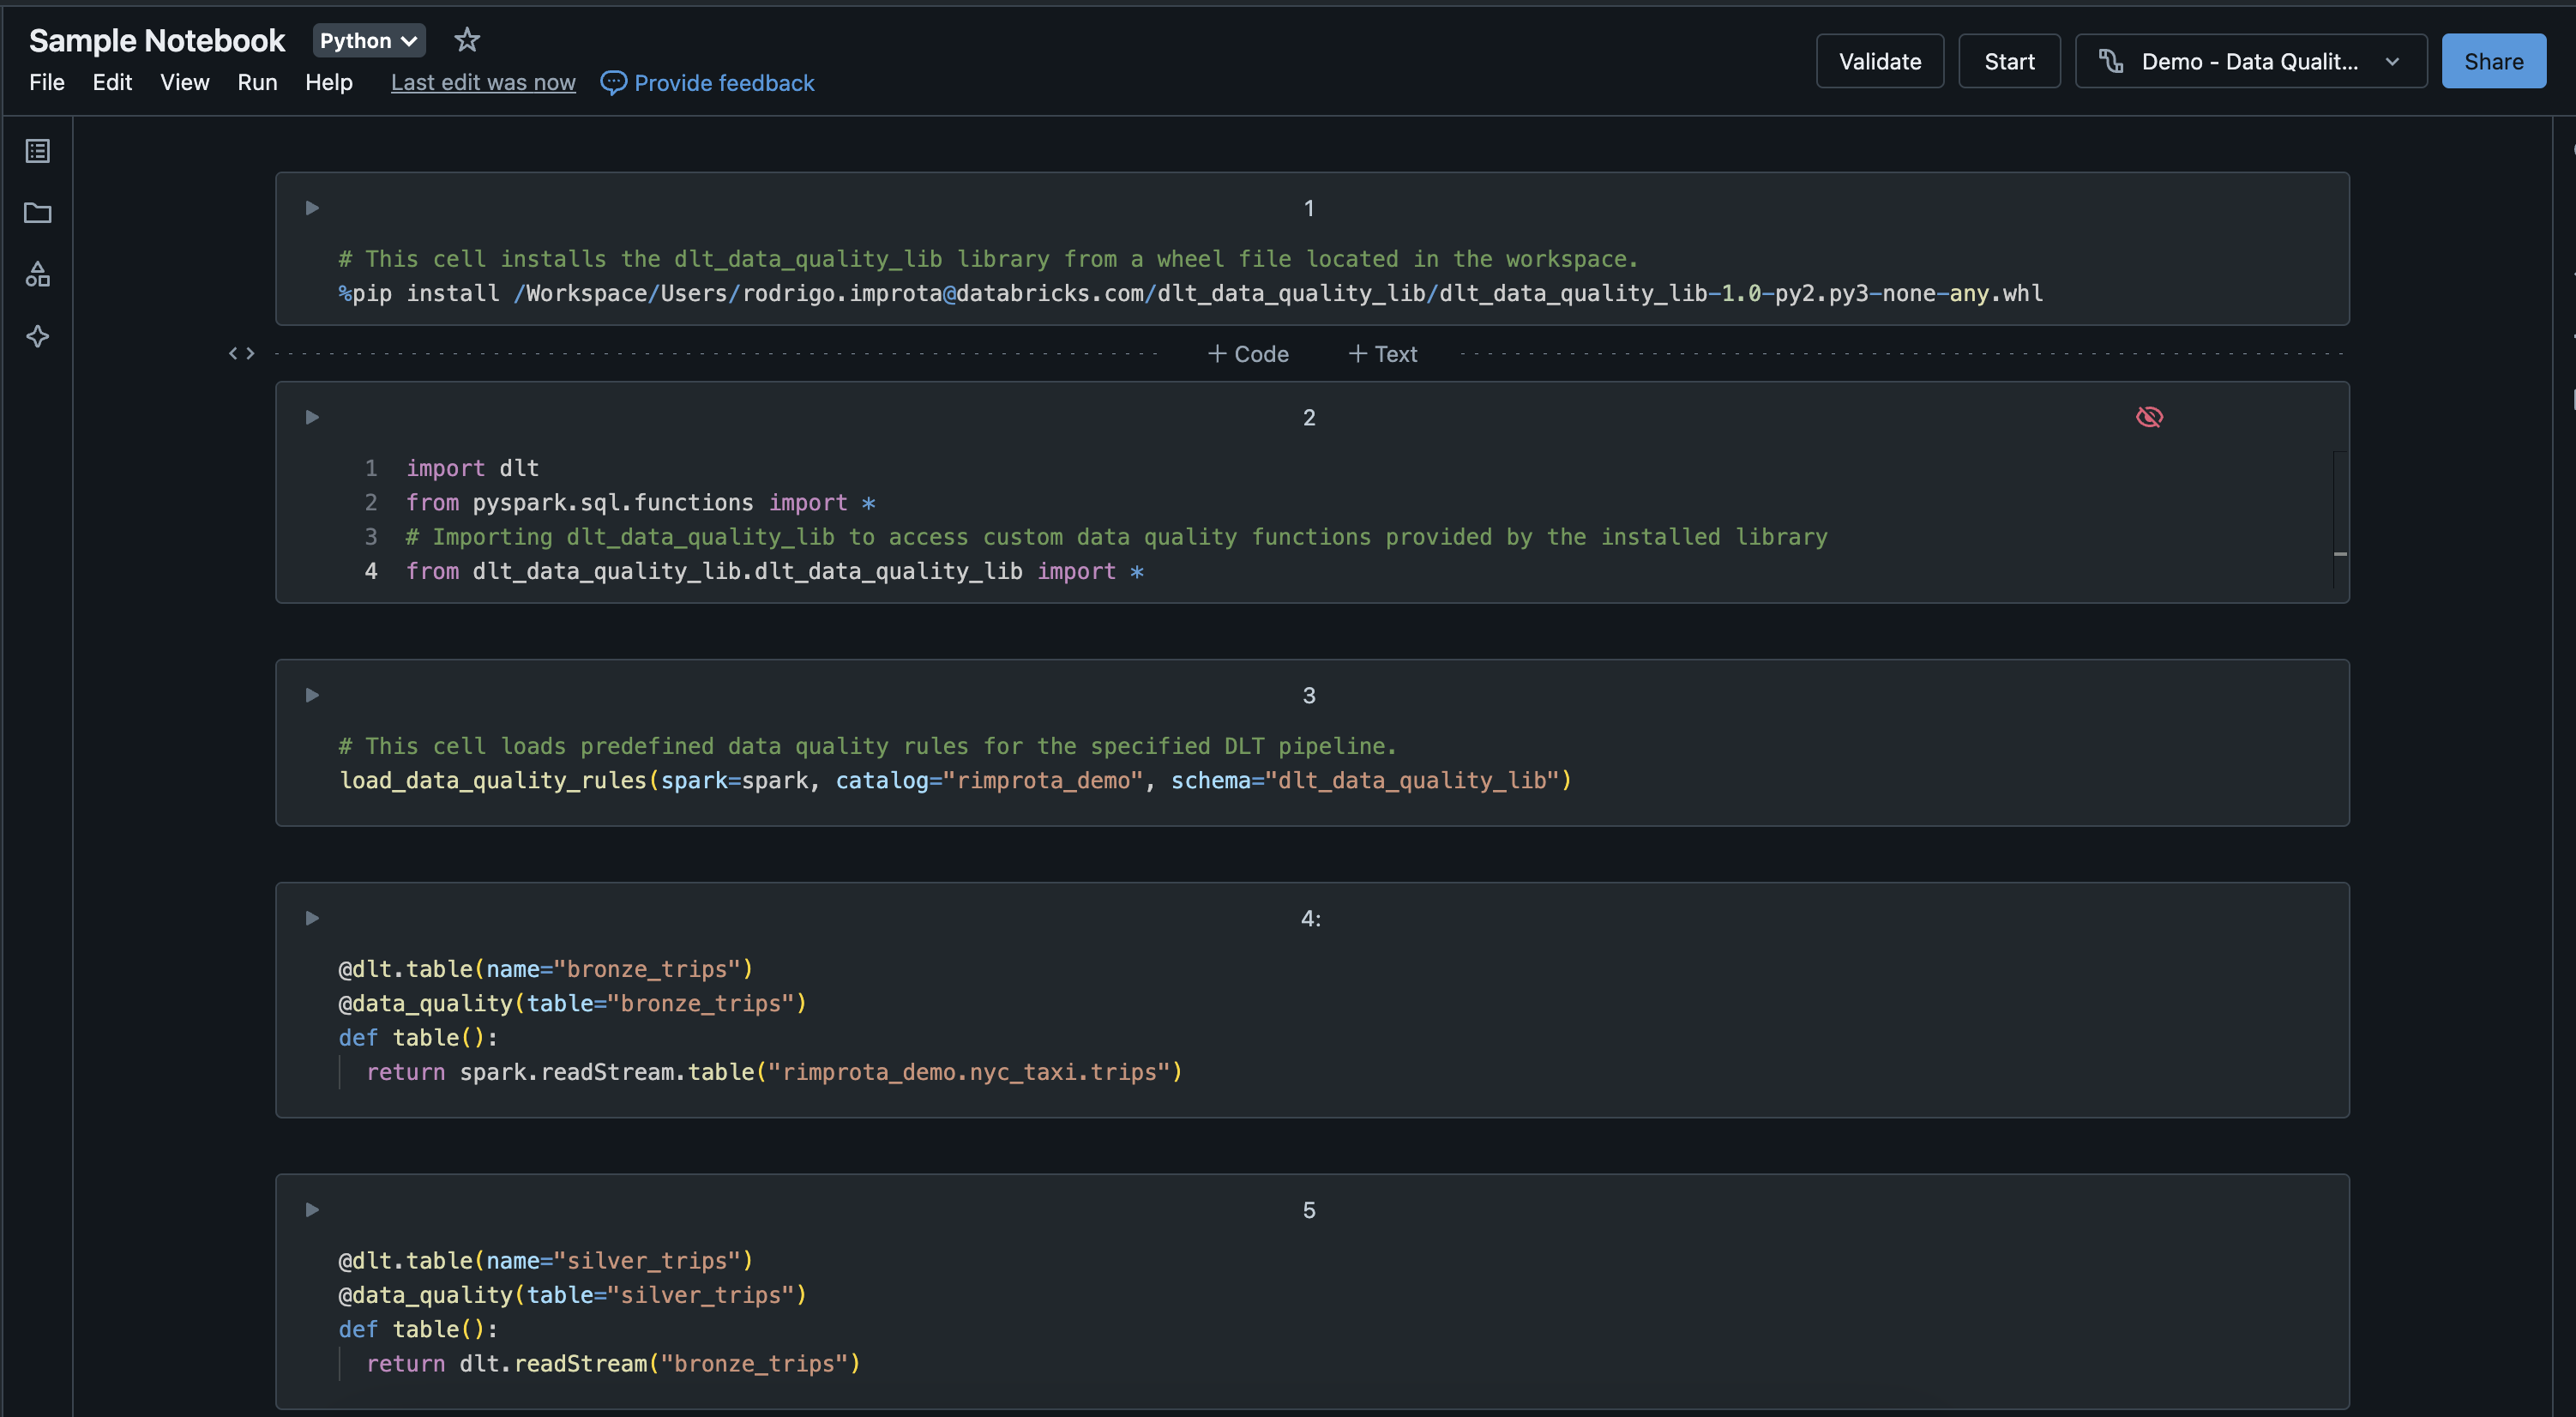 Sample Notebook Python
File Edit View Run Help Last edit was now Provide feedback
Validate Start Demo - Data Qualit... Share
1
# This cell installs the dlt_data_quality_lib library from a wheel file located in the workspace.
%pip install /Workspace/Users/rodrigo.improta@databricks.com/dlt_data_quality_lib/dlt_data_quality_lib-1.0-py2.py3-none-any.whl
+ Code + Text
2
1 import dlt
2 from pyspark.sql.functions import *
3 # Importing dlt_data_quality_lib to access custom data quality functions provided by the installed library
4 from dlt_data_quality_lib.dlt_data_quality_lib import *
3
# This cell loads predefined data quality rules for the specified DLT pipeline.
load_data_quality_rules(spark=spark, catalog="rimprota_demo", schema="dlt_data_quality_lib")
4:
@dlt.table(name="bronze_trips")
@data_quality(table="bronze_trips")
def table():
return spark.readStream.table("rimprota_demo.nyc_taxi.trips")
5
@dlt.table(name="silver_trips")
@data_quality(table="silver_trips")
def table():
return dlt.readStream("bronze_trips")